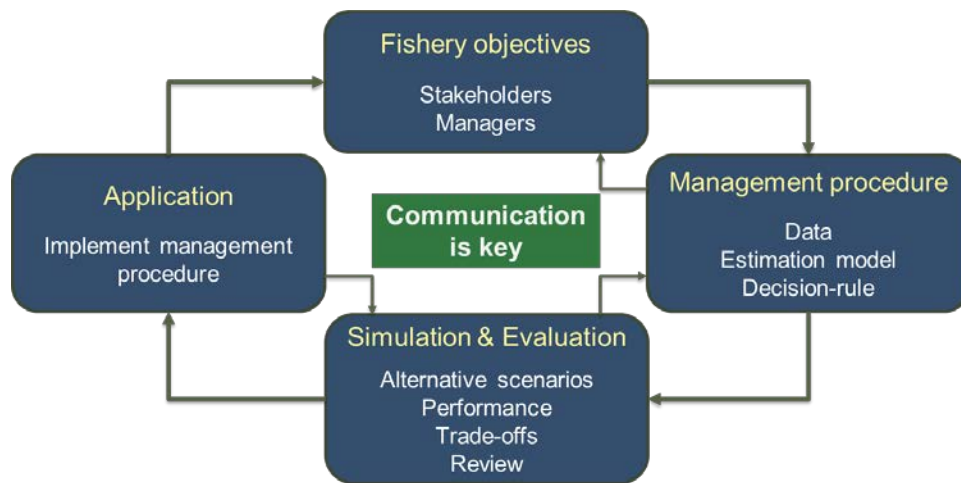 Fishery objectives
Stakeholders
Managers
Application
Implement management
procedure
Communication
is key
Management procedure
Data
Estimation model
Decision-rule
Simulation & Evaluation
Alternative scenarios
Performance
Trade-offs
Review